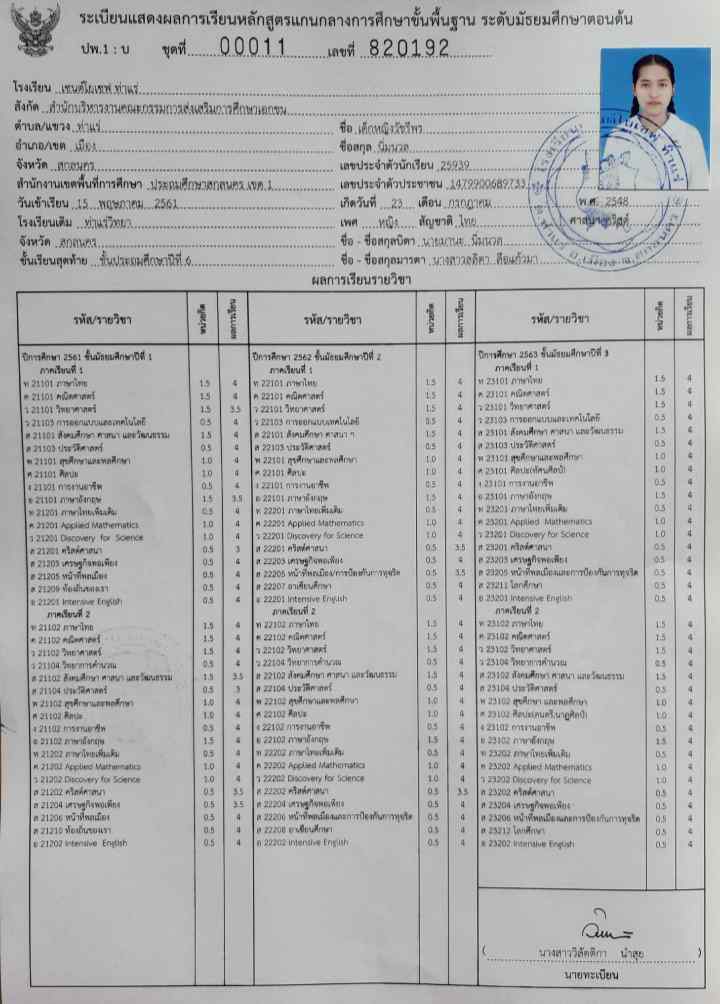 ระเบียนแสดงผลการเรียนหลักสูตรแกนกลางการศึกษาขั้นพื้นฐาน ระดับมัธยมศึกษาตอนต้น
ปพ.1 : บ ชุดที่ 00011 เลขที่ 820192
โรงเรียน เซนต์โยเซฟ ท่าแร่
สังกัด สำนักบริหารงานคณะกรรมการส่งเสริมการศึกษาเอกชน
ตำบล/แขวง ท่าแร่ ชื่อ เด็กหญิงวัชรีพร
อำเภอ/เขต เมือง ชื่อสกุล นิ่มนวล
จังหวัด สกลนคร เลขประจำตัวนักเรียน 25939
สำนักงานเขตพื้นที่การศึกษา ประถมศึกษาสกลนคร เขต 1 เลขประจำตัวประชาชน 1479900689733
วันเข้าเรียน 15 พฤษภาคม 2561 เกิดวันที่ 23 เดือน กรกฎาคม พ.ศ. 2548
โรงเรียนเดิม ท่าแร่วิทยา เพศ หญิง สัญชาติ ไทย ศาสนา คริสต์
จังหวัด สกลนคร ชื่อ - ชื่อสกุลบิดา นายมานะ นิ่มนวล
ชั้นเรียนสุดท้าย ชั้นประถมศึกษาปีที่ 6 ชื่อ - ชื่อสกุลมารดา นางสาวลธิดา
ผลการเรียนรายวิชา
รหัส/รายวิชา หน่วยกิต ผลการเรียน
ปีการศึกษา 2561 ชั้นมัธยมศึกษาปีที่ 1
ภาคเรียนที่ 1
ท 21101 ภาษาไทย 1.5 4
ค 21101 คณิตศาสตร์ 1.5 4
ว 21101 วิทยาศาสตร์ 1.5 3.5
ว 21103 การออกแบบและเทคโนโลยี 0.5 4
ส 21101 สังคมศึกษา ศาสนา และวัฒนธรรม 1.5 4
ส 21103 ประวัติศาสตร์ 0.5 4
พ 21101 สุขศึกษาและพลศึกษา 1.0 4
ศ 21101 ศิลปะ 1.0 4
ง 21101 การงานอาชีพ 0.5 4
อ 21101 ภาษาอังกฤษ 1.5 3.5
ท 21201 ภาษาไทยเพิ่มเติม 0.5 4
ค 21201 Applied Mathematics 1.0 4
ว 21201 Discovery for Science 1.0 4
ส 21201 คริสต์ศาสนา 0.5 3
ส 21203 เศรษฐกิจพอเพียง 0.5 4
ส 21205 หน้าที่พลเมือง 0.5 4
ส 21209 ท้องถิ่นของเรา 0.5 4
อ 21201 Intensive English 0.5 4
ภาคเรียนที่ 2
ท 21102 ภาษาไทย 1.5 4
ค 21102 คณิตศาสตร์ 1.5 4
ว 21102 วิทยาศาสตร์ 1.5 4
ว 21104 วิทยาการคำนวณ 0.5 4
ส 21102 สังคมศึกษา ศาสนา และวัฒนธรรม 1.5 3.5
ส 21104 ประวัติศาสตร์ 0.5 3
พ 21102 สุขศึกษาและพลศึกษา 1.0 4
ศ 21102 ศิลปะ 1.0 4
ง 21102 การงานอาชีพ 0.5 4
อ 21102 ภาษาอังกฤษ 1.5 4
ท 21202 ภาษาไทยเพิ่มเติม 0.5 4
ค 21202 Applied Mathematics 1.0 4
ว 21202 Discovery for Science 1.0 4
ส 21202 คริสต์ศาสนา 0.5 3.5
ส 21204 เศรษฐกิจพอเพียง 0.5 3.5
ส 21206 หน้าที่พลเมือง 0.5 4
ส 21210 ท้องถิ่นของเรา 0.5 4
อ 21202 Intensive English 0.5 4
รหัส/รายวิชา หน่วยกิต ผลการเรียน
ปีการศึกษา 2562 ชั้นมัธยมศึกษาปีที่ 2
ภาคเรียนที่ 1
ท 22101 ภาษาไทย 1.5 4
ค 22101 คณิตศาสตร์ 1.5 4
ว 22101 วิทยาศาสตร์ 1.5 4
ว 22103 การออกแบบเทคโนโลยี 0.5 4
ส 22101 สังคมศึกษา ศาสนา ฯ 1.5 4
ส 22103 ประวัติศาสตร์ 0.5 4
พ 22101 สุขศึกษาและพลศึกษา 1.0 4
ศ 22101 ศิลปะ 1.0 4
ง 22101 การงานอาชีพ 0.5 4
อ 22101 ภาษาอังกฤษ 1.5 4
ท 22201 ภาษาไทยเพิ่มเติม 0.5 4
ค 22201 Applied Mathematics 1.0 4
ว 22201 Discovery for Science 1.0 4
ส 22201 คริสต์ศาสนา 0.5 3.5
ส 22203 เศรษฐกิจพอเพียง 0.5 4
ส 22205 หน้าที่พลเมือง/การป้องกันการทุจริต 0.5 3.5
ส 22207 อาเซียนศึกษา 0.5 4
อ 22201 Intensive English 0.5 4
ภาคเรียนที่ 2
ท 22102 ภาษาไทย 1.5 4
ค 22102 คณิตศาสตร์ 1.5 4
ว 22102 วิทยาศาสตร์ 1.5 4
ว 22104 วิทยาการคำนวณ 0.5 4
ส 22102 สังคมศึกษา ศาสนา และวัฒนธรรม 1.5 4
ส 22104 ประวัติศาสตร์ 0.5 4
พ 22102 สุขศึกษาและพลศึกษา 1.0 4
ศ 22102 ศิลปะ 1.0 4
ง 22102 การงานอาชีพ 0.5 4
อ 22102 ภาษาอังกฤษ 1.5 4
ท 22202 ภาษาไทยเพิ่มเติม 0.5 4
ค 22202 Applied Mathematics 1.0 4
ว 22202 Discovery for Science 1.0 4
ส 22202 คริสต์ศาสนา 0.5 3.5
ส 22204 เศรษฐกิจพอเพียง 0.5 4
ส 22206 หน้าที่พลเมืองและการป้องกันการทุจริต 0.5 4
ส 22208 อาเซียนศึกษา 0.5 4
อ 22202 Intensive English 0.5 4
รหัส/รายวิชา หน่วยกิต ผลการเรียน
ปีการศึกษา 2563 ชั้นมัธยมศึกษาปีที่ 3
ภาคเรียนที่ 1
ท 23101 ภาษาไทย 1.5 4
ค 23101 คณิตศาสตร์ 1.5 4
ว 23101 วิทยาศาสตร์ 1.5 4
ว 23103 การออกแบบและเทคโนโลยี 0.5 4
ส 23101 สังคมศึกษา ศาสนา และวัฒนธรรม 1.5 4
ส 23103 ประวัติศาสตร์ 0.5 4
พ 23101 สุขศึกษาและพลศึกษา 1.0 4
ศ 23101 ศิลปะ(ทัศนศิลป์) 1.0 4
ง 23101 การงานอาชีพ 0.5 4
อ 23101 ภาษาอังกฤษ 1.5 4
ท 23201 ภาษาไทยเพิ่มเติม 0.5 4
ค 23201 Applied Mathematics 1.0 4
ว 23201 Discovery for Science 1.0 4
ส 23201 คริสต์ศาสนา 0.5 4
ส 23203 เศรษฐกิจพอเพียง 0.5 4
ส 23205 หน้าที่พลเมืองและการป้องกันการทุจริต 0.5 4
ส 23211 โลกศึกษา 0.5 4
อ 23201 Intensive English 0.5 4
ภาคเรียนที่ 2
ท 23102 ภาษาไทย 1.5 4
ค 23102 คณิตศาสตร์ 1.5 4
ว 23102 วิทยาศาสตร์ 1.5 4
ว 23104 วิทยาการคำนวณ 0.5 4
ส 23102 สังคมศึกษา ศาสนา และวัฒนธรรม 1.5 4
ส 23104 ประวัติศาสตร์ 0.5 4
พ 23102 สุขศึกษา และพลศึกษา 1.0 4
ศ 23102 ศิลปะ(ดนตรี,นาฏศิลป์) 1.0 4
ง 23102 การงานอาชีพ 0.5 4
อ 23102 ภาษาอังกฤษ 1.5 4
ท 23202 ภาษาไทยเพิ่มเติม 0.5 4
ค 23202 Applied Mathematics 1.0 4
ว 23202 Discovery for Science 1.0 4
ส 23202 คริสต์ศาสนา 0.5 4
ส 23204 เศรษฐกิจพอเพียง 0.5 4
ส 23206 หน้าที่พลเมืองและการป้องกันการทุจริต 0.5 4
ส 23212 โลกศึกษา 0.5 4
อ 23202 Intensive English 0.5 4
( นางสาววิลัดติกา นำสุย )
นายทะเบียน